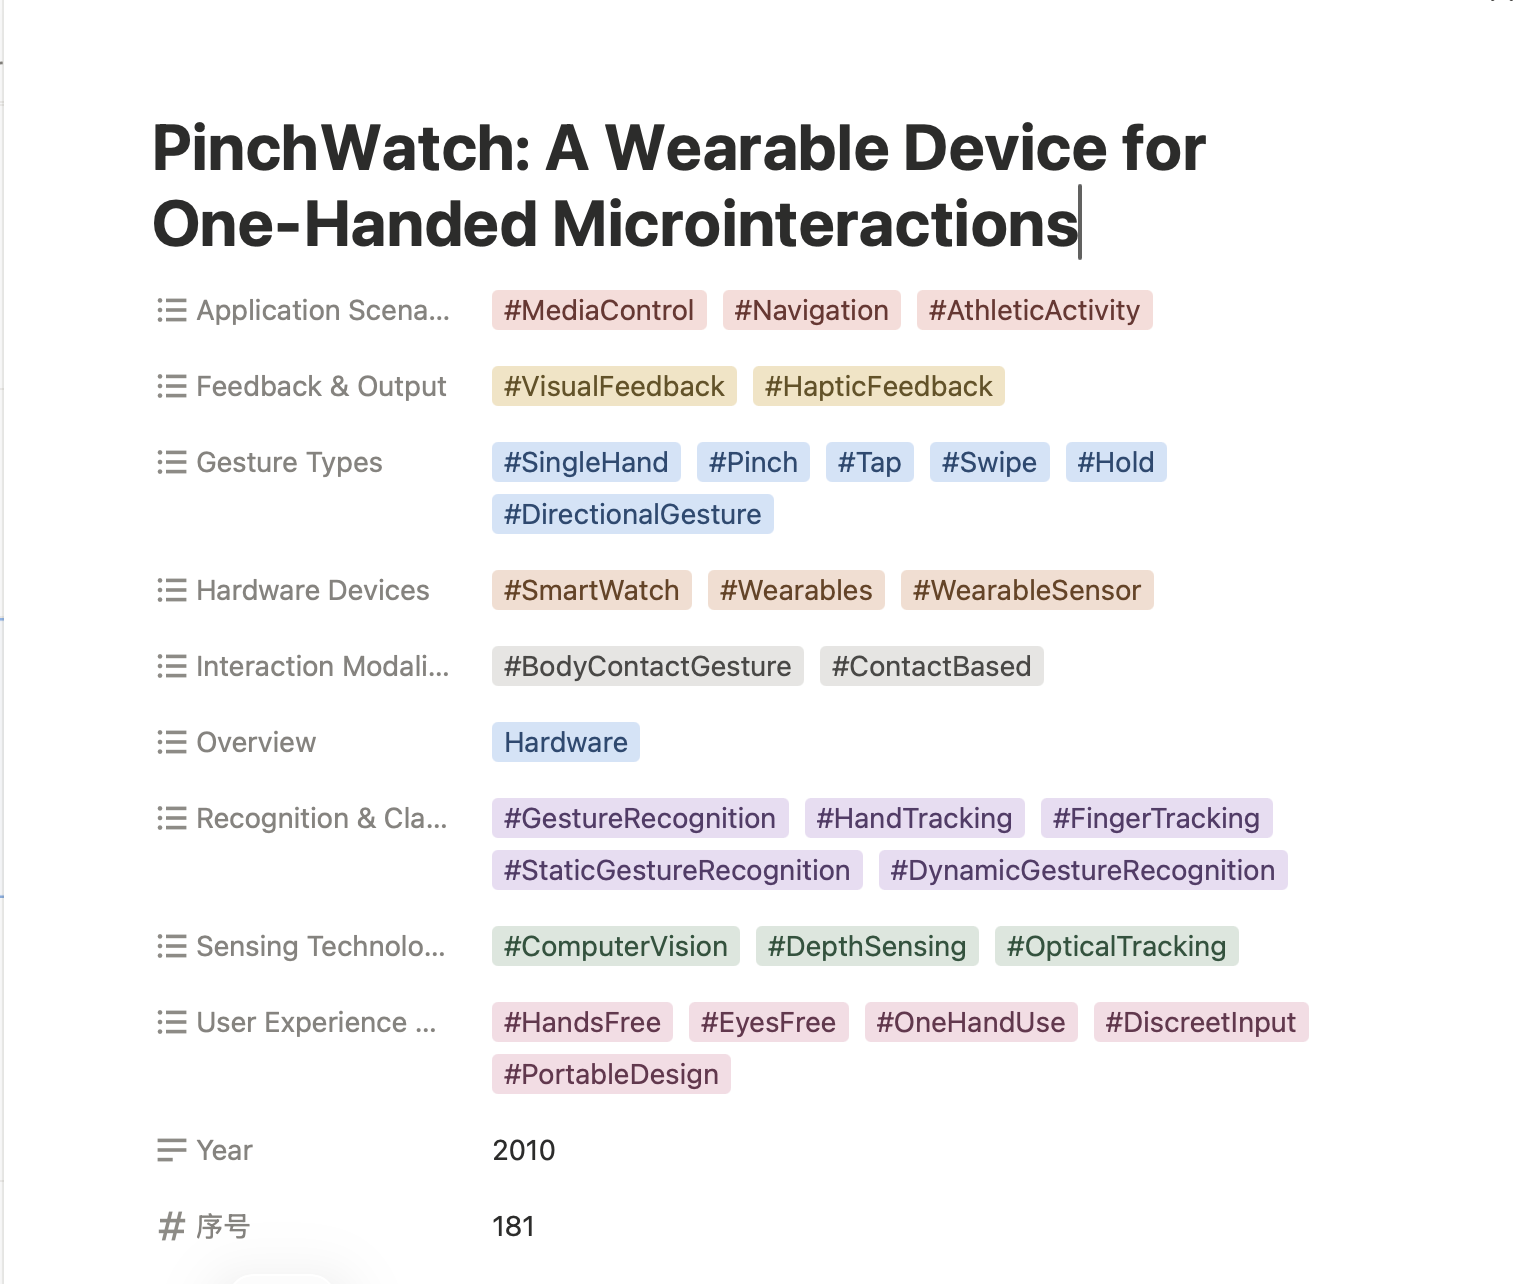 PinchWatch: A Wearable Device for
One-Handed Microinteractions
Application Scena... #MediaControl #Navigation #AthleticActivity
Feedback & Output #VisualFeedback #HapticFeedback
Gesture Types #SingleHand #Pinch #Tap #Swipe #Hold
#DirectionalGesture
Hardware Devices #SmartWatch #Wearables #WearableSensor
Interaction Modali... #BodyContactGesture #ContactBased
Overview Hardware
Recognition & Cla... #GestureRecognition #HandTracking #FingerTracking
#StaticGestureRecognition #DynamicGestureRecognition
Sensing Technolo... #ComputerVision #DepthSensing #OpticalTracking
User Experience ... #HandsFree #EyesFree #OneHandUse #DiscreetInput
#PortableDesign
Year 2010
序号 181